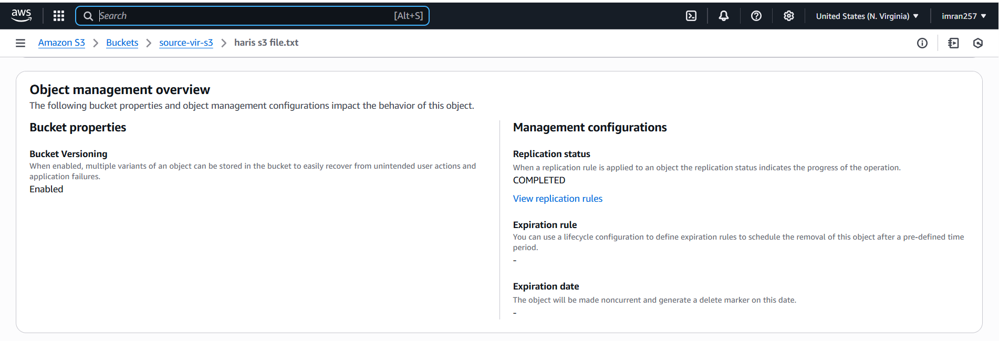 aws
Search [Alt+S] United States (N. Virginia) imran257
Amazon S3 Buckets source-vir-s3 haris s3 file.txt
Object management overview
The following bucket properties and object management configurations impact the behavior of this object.
Bucket properties
Bucket Versioning
When enabled, multiple variants of an object can be stored in the bucket to easily recover from unintended user actions and
application failures.
Enabled
Management configurations
Replication status
When a replication rule is applied to an object the replication status indicates the progress of the operation.
COMPLETED
View replication rules
Expiration rule
You can use a lifecycle configuration to define expiration rules to schedule the removal of this object after a pre-defined time
period.
-
Expiration date
The object will be made noncurrent and generate a delete marker on this date.
-